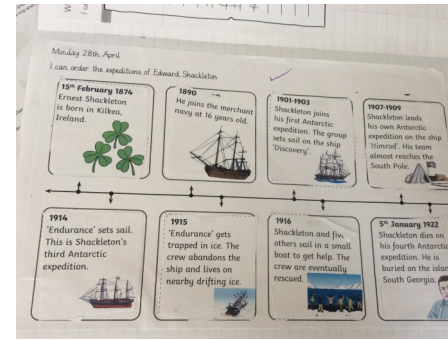 Monday 28th April
I can order the expeditions of Edward Shackleton
15th February 1874
Ernest Shackleton
is born in Kilkea,
Ireland.
1890
He joins the merchant
navy at 16 years old.
1901-1903
Shackleton joins
his first Antarctic
expedition. The group
sets sail on the ship
'Discovery'.
1907-1909
Shackleton leads
his own Antarctic
expedition on the ship
'Nimrod'. His team
almost reaches the
South Pole.
1914
'Endurance' sets sail.
This is Shackleton's
third Antarctic
expedition.
1915
'Endurance' gets
trapped in ice. The
crew abandons the
ship and lives on
nearby drifting ice.
1916
Shackleton and five
others sail in a small
boat to get help. The
crew are eventually
rescued.
5th January 1922
Shackleton dies on
his fourth Antarctic
expedition. He is
buried on the
South Georgia.